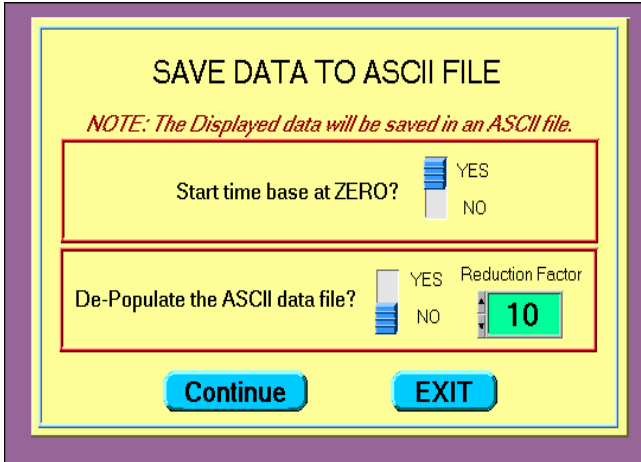 SAVE DATA TO ASCII FILE
NOTE: The Displayed data will be saved in an ASCII file.
Start time base at ZERO?
YES
NO
De-Populate the ASCII data file?
YES
NO
Reduction Factor
10
Continue
EXIT